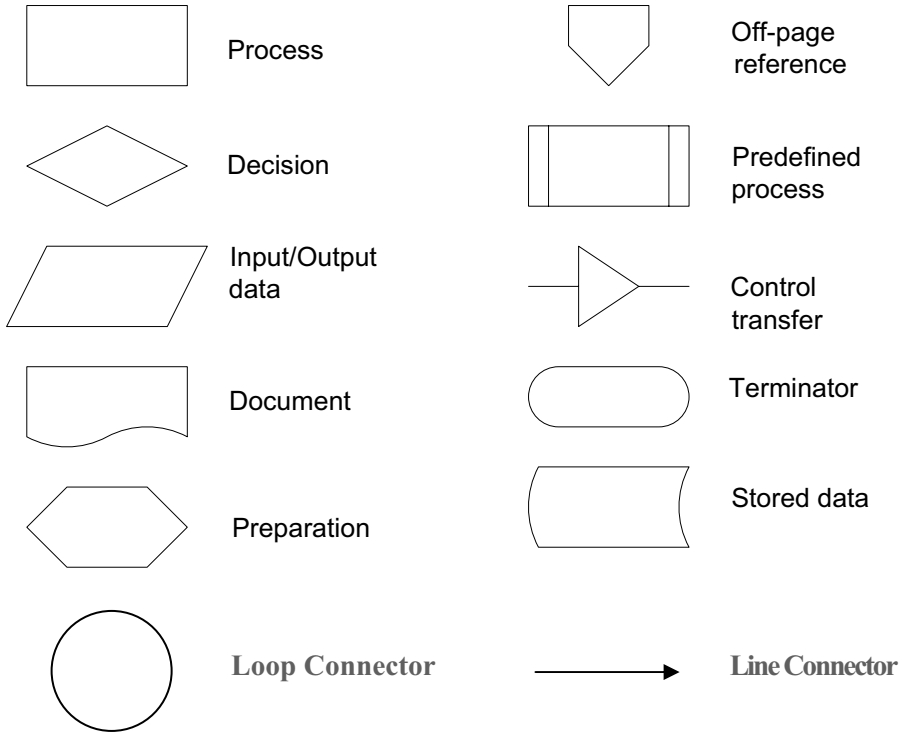 Process
Off-page
reference
Decision
Predefined
process
Input/Output
data
Control
transfer
Document
Terminator
Preparation
Stored data
Loop Connector
Line Connector